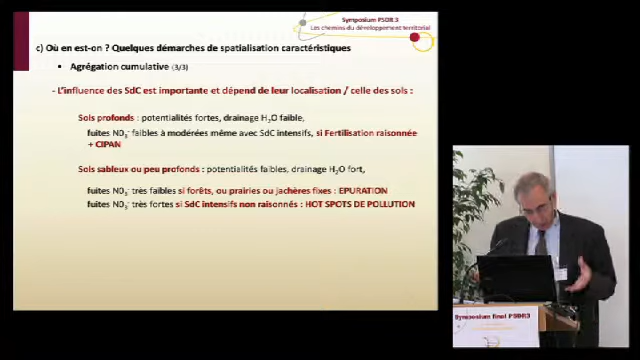 Symposium PSDR 3
Les chemins du développement territorial
c) Où en est-on ? Quelques démarches de spatialisation caractéristiques
• Agrégation cumulative (3/3)
- L'influence des SdC est importante et dépend de leur localisation / celle des sols :
Sols profonds : potentialités fortes, drainage H2O faible,
fuites NO3- faibles à modérées même avec SdC intensifs, si Fertilisation raisonnée
+ CIPAN
Sols sableux ou peu profonds : potentialités faibles, drainage H2O fort,
fuites NO3- très faibles si forêts, ou prairies ou jachères fixes : EPURATION
fuites NO3- très fortes si SdC intensifs non raisonnés : HOT SPOTS DE POLLUTION
Symposium final PSDR3